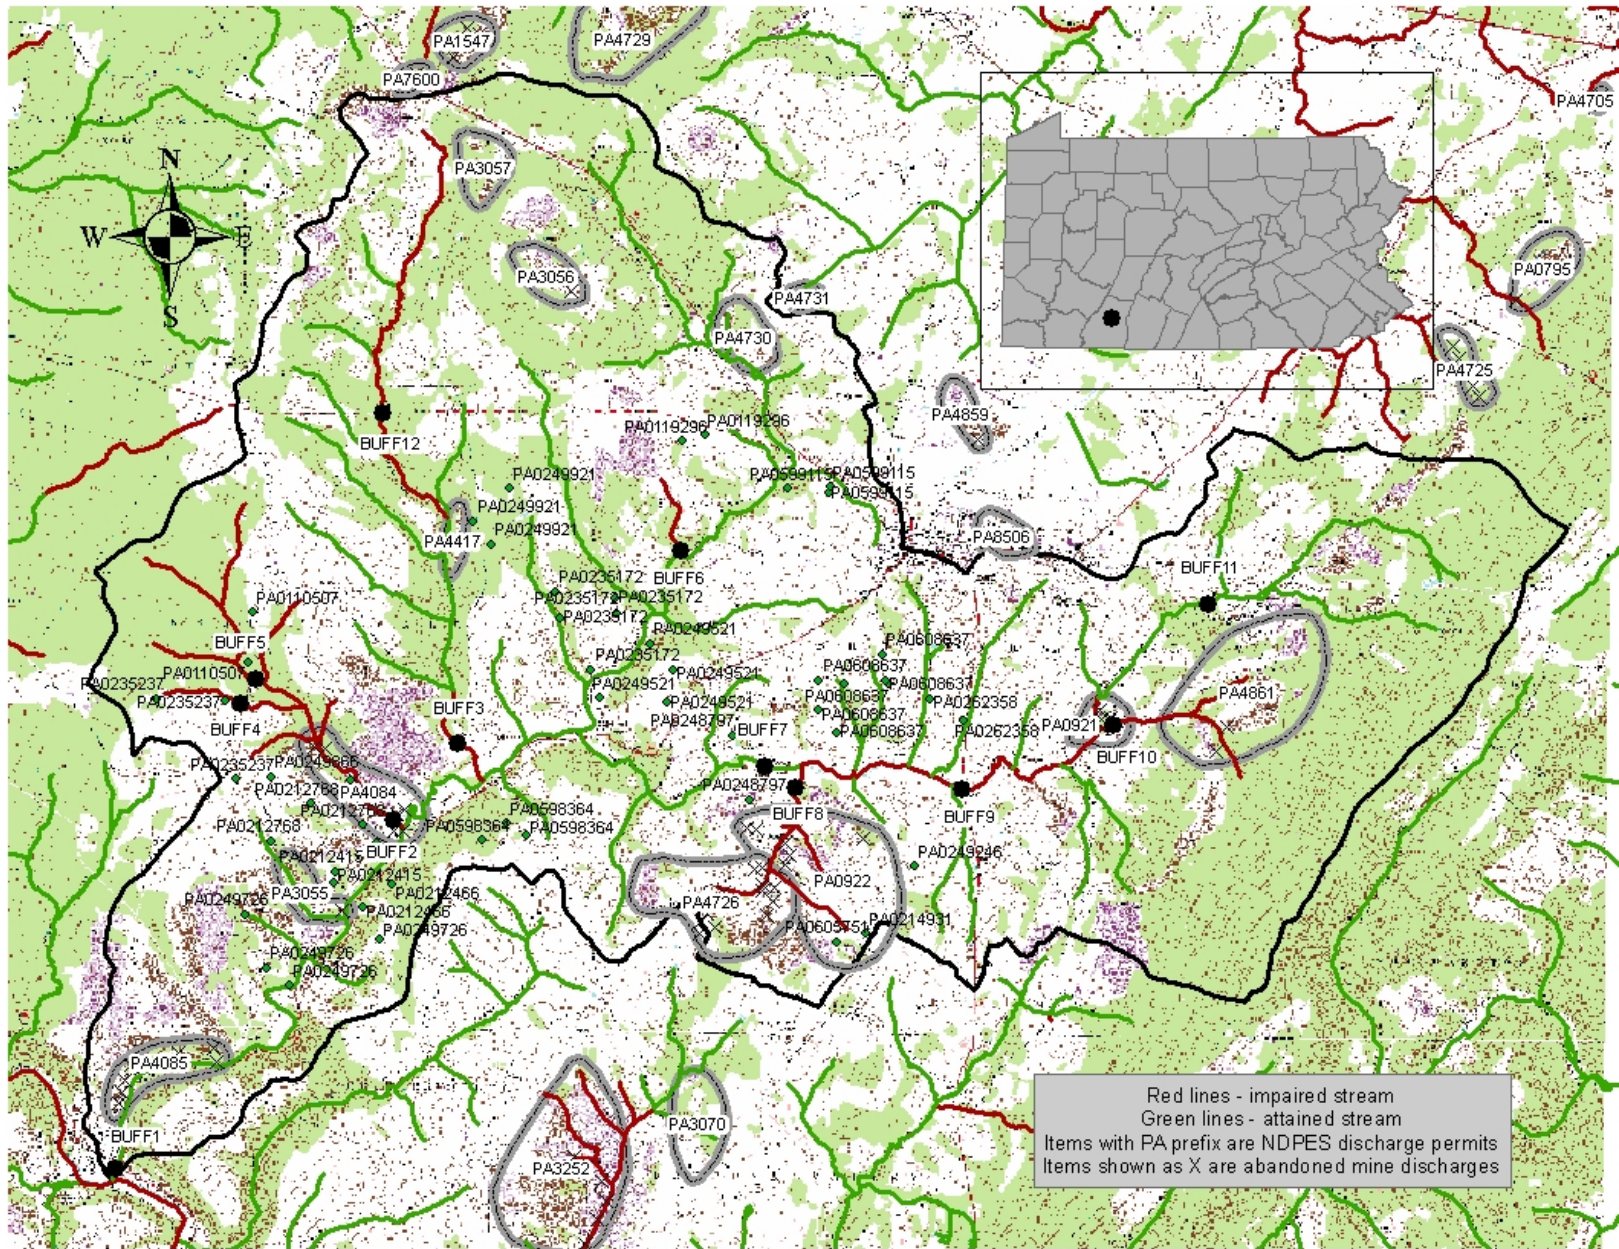 PA1547
PA4729
PA7600
PA4705
N
PA3057
W
E
PA0795
PA3056
S
PA4731
PA4730
PA4725
PA4859
BUFF12
PA0119296
PA0119296
PA0249921
PA0599115
PA0599115
PA0599115
PA0249921
PA0249921
PA4417
PA8506
BUFF11
PA0235172
BUFF6
PA0235172
PA0235172
PA0235172
PA0110507
PA0249521
BUFF5
PA0608637
PA0235172
PA0110507
PA0235237
PA0249521
PA0608637
PA0608637
PA4861
PA0249521
PA0235237
PA0249521
PA0608637
PA0262358
BUFF3
PA0608637
PA0248797
BUFF4
BUFF7
PA0608637
PA0262358
PA0921
BUFF10
PA0235237
PA0249866
PA0248797
PA0212768
PA4084
PA0212768
PA0598364
BUFF8
BUFF9
PA0212768
PA0598364
PA0598364
BUFF2
PA0212415
PA0249246
PA0212415
PA0922
PA3055
PA0212466
PA0249726
PA4726
PA0212466
PA0605751
PA0214931
PA0249726
PA0249726
PA0249726
PA4085
BUFF1
PA3070
PA3252
Red lines - impaired stream
Green lines - attained stream
Items with PA prefix are NDPES discharge permits
Items shown as X are abandoned mine discharges